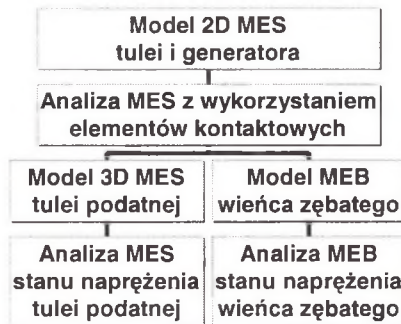 Model 2D MES
tulei i generatora
Analiza MES z wykorzystaniem
elementów kontaktowych
Model 3D MES
tulei podatnej
Model MEB
wieńca zębatego
Analiza MES
stanu naprężenia
tulei podatnej
Analiza MEB
stanu naprężenia
wieńca zębatego